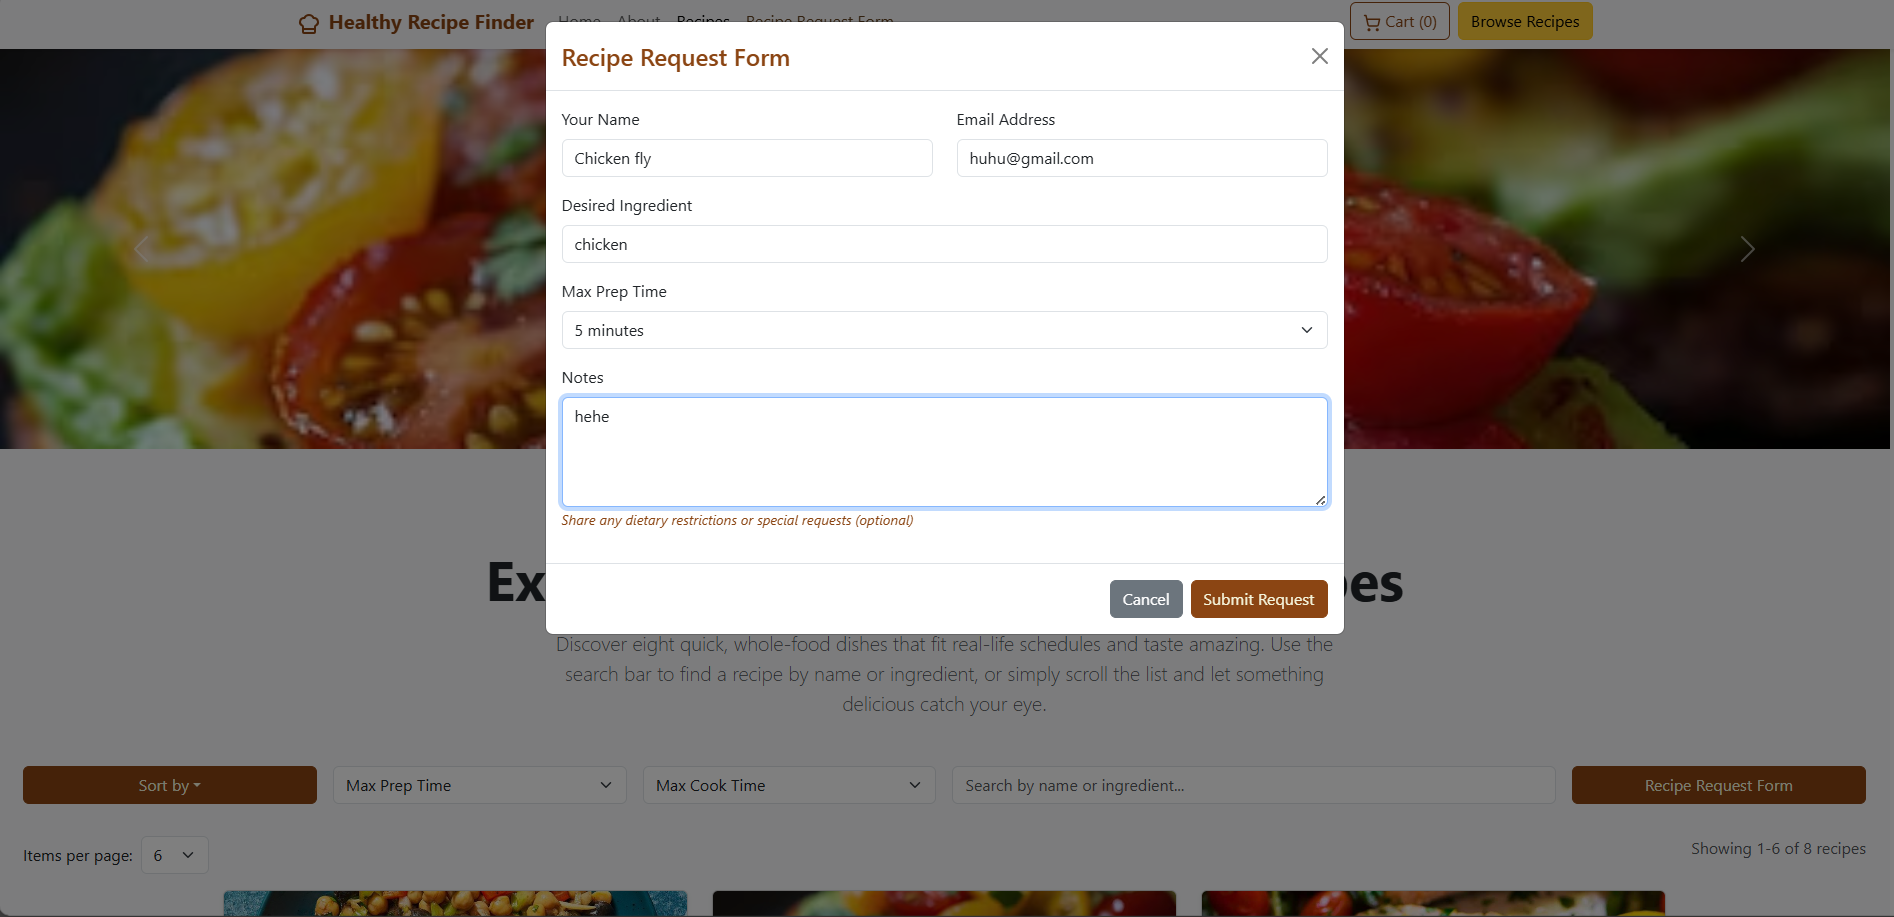 Healthy Recipe Finder
Home About Recipes Recipe Request Form
Cart (0)
Browse Recipes
Recipe Request Form
Your Name
Email Address
Chicken fly
huhu@gmail.com
Desired Ingredient
chicken
Max Prep Time
5 minutes
Notes
hehe
Share any dietary restrictions or special requests (optional)
Cancel
Submit Request
Discover eight quick, whole-food dishes that fit real-life schedules and taste amazing. Use the
search bar to find a recipe by name or ingredient, or simply scroll the list and let something
delicious catch your eye.
Sort by
Max Prep Time
Max Cook Time
Search by name or ingredient...
Recipe Request Form
Items per page: 6
Showing 1-6 of 8 recipes